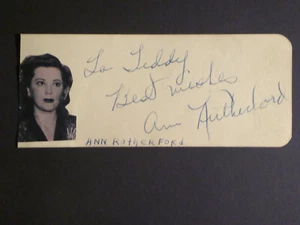 To Teddy
Best wishes
Ann Rutherford
ANN RUTHERFORD